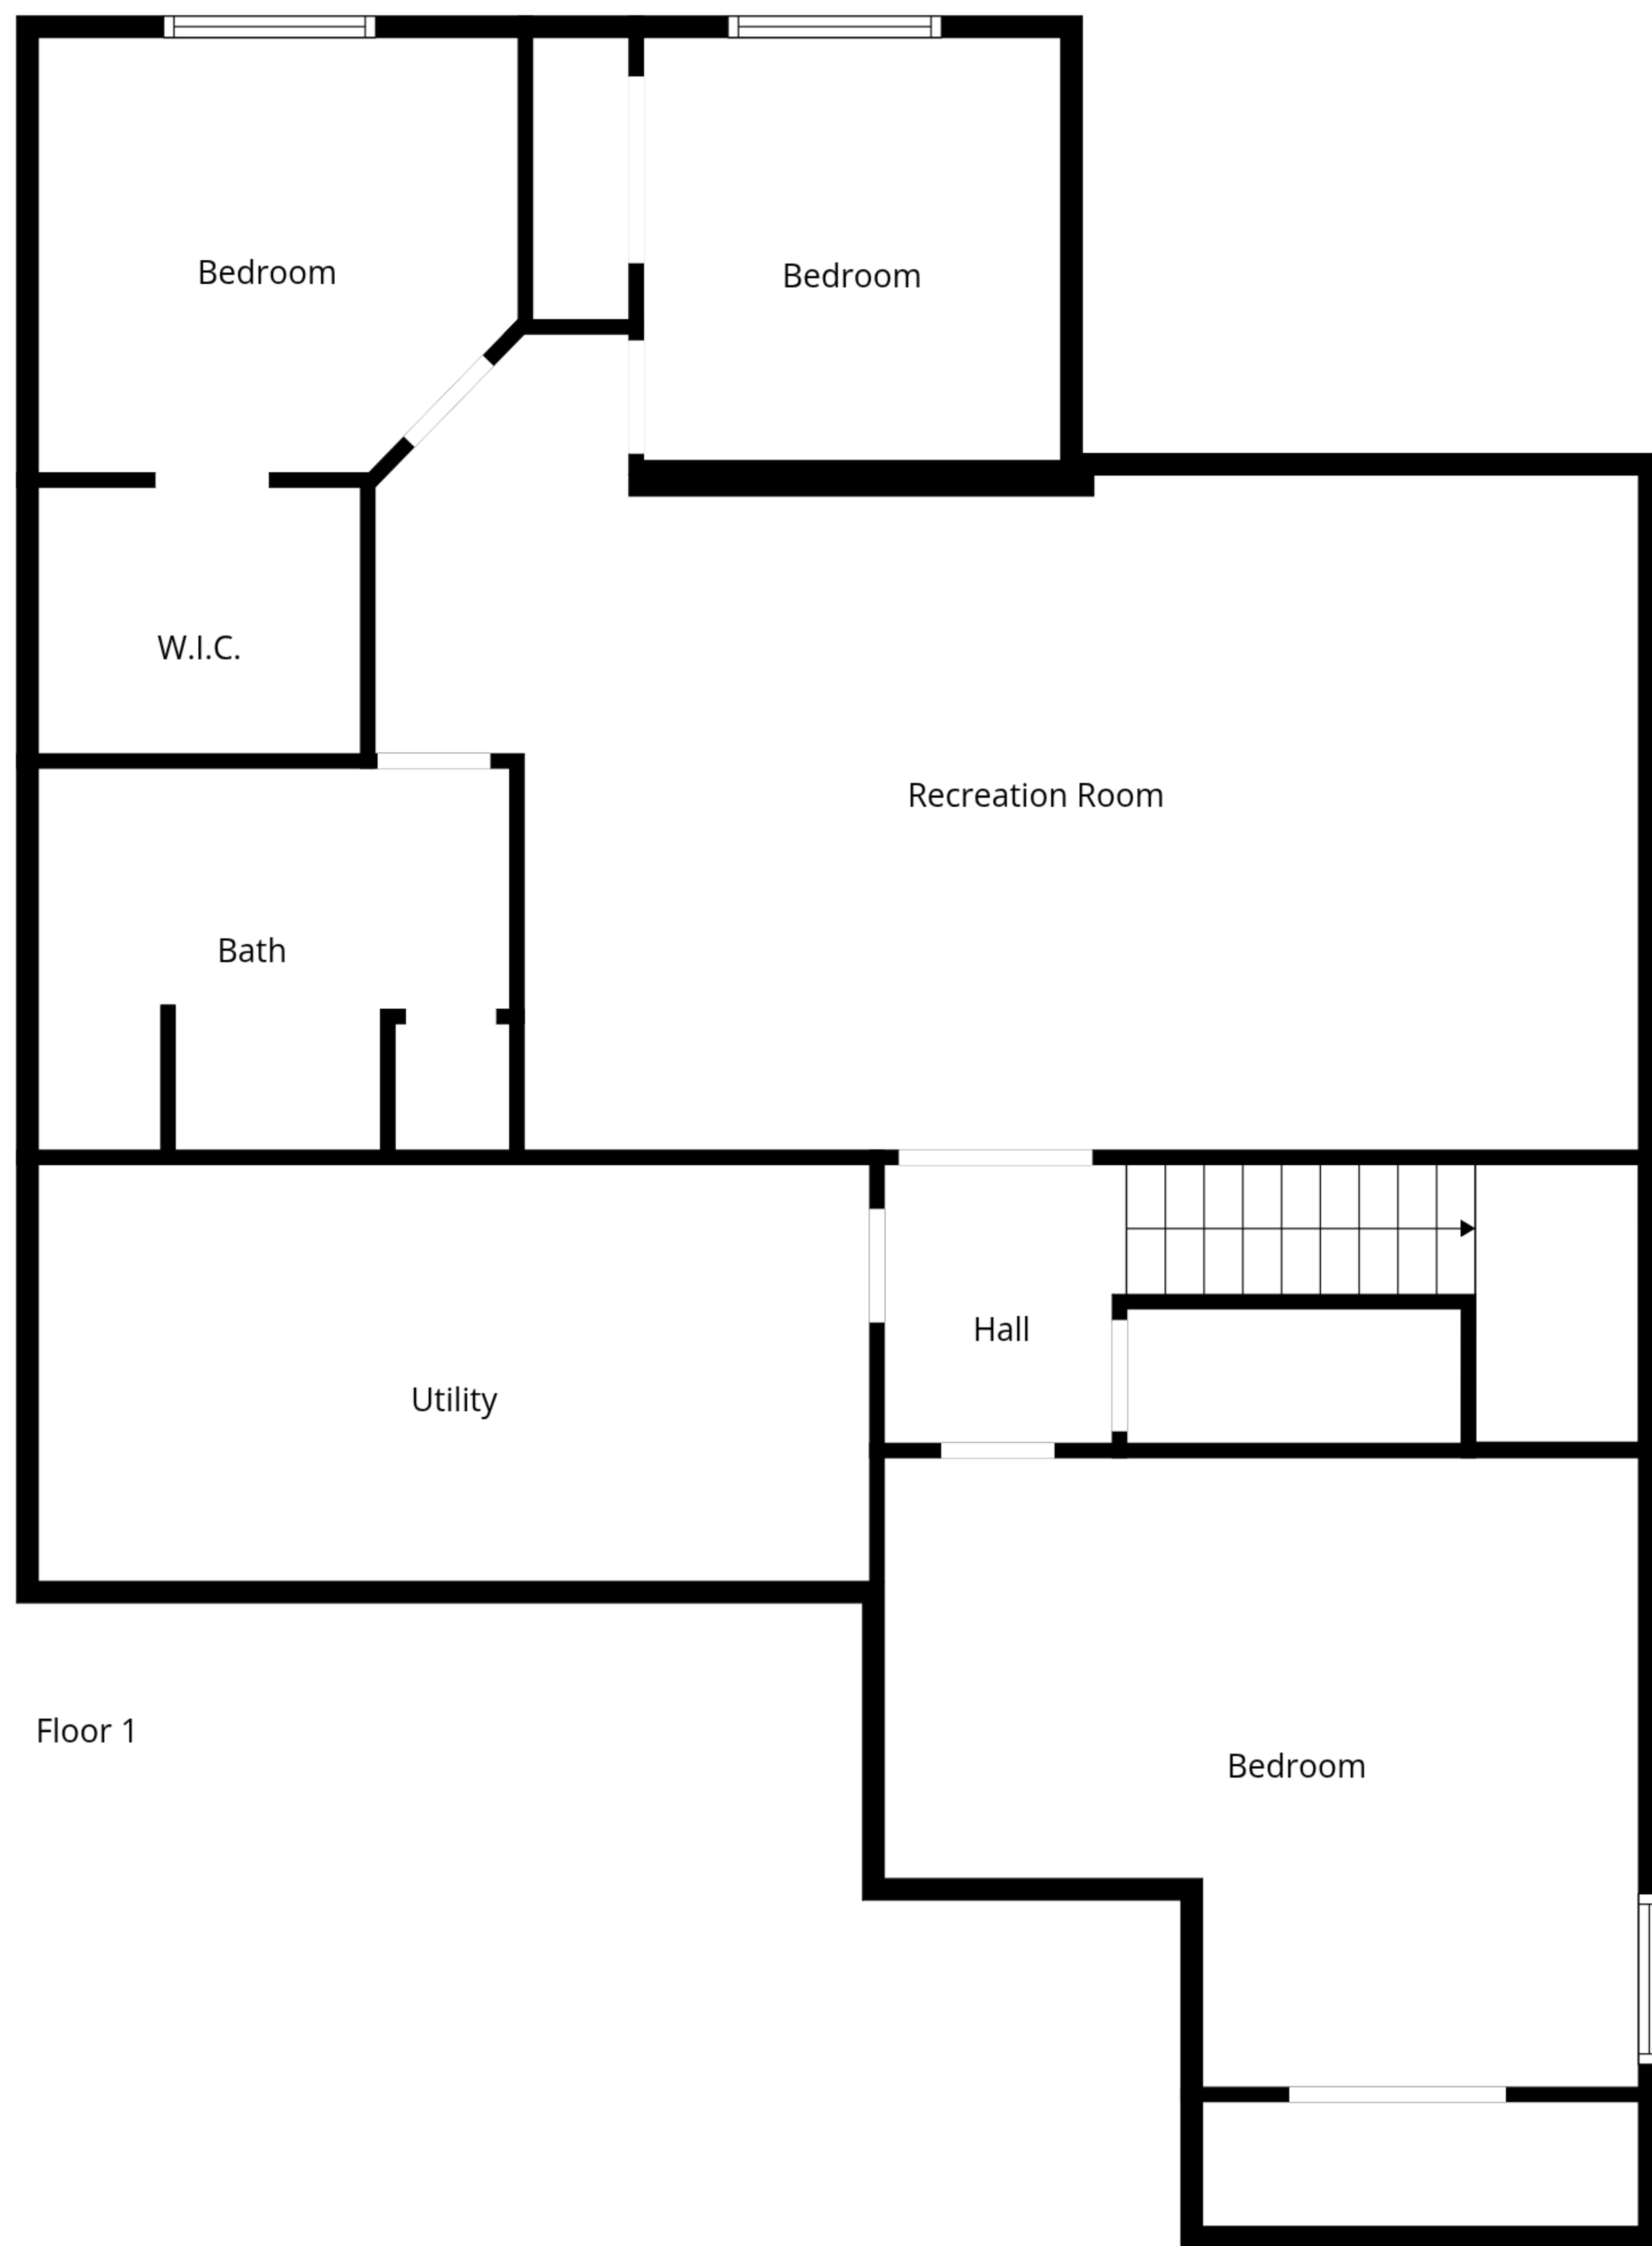 Bedroom
Bedroom
W.I.C.
Recreation Room
Bath
Hall
Utility
Floor 1
Bedroom